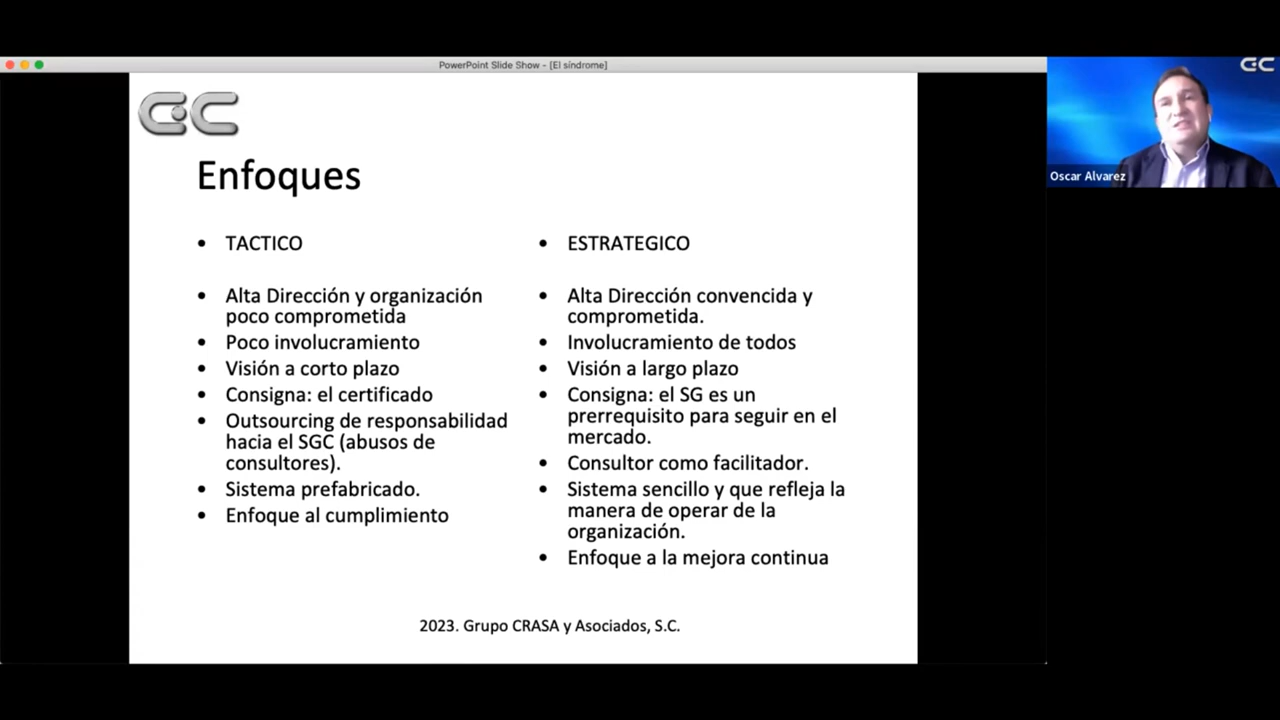 PowerPoint Slide Show - [El síndrome]
GC
GC
Oscar Alvarez
Enfoques
• TACTICO
• Alta Dirección y organización
poco comprometida
• Poco involucramiento
• Visión a corto plazo
• Consigna: el certificado
• Outsourcing de responsabilidad
hacia el SGC (abusos de
consultores).
• Sistema prefabricado.
• Enfoque al cumplimiento
• ESTRATEGICO
• Alta Dirección convencida y
comprometida.
• Involucramiento de todos
• Visión a largo plazo
• Consigna: el SG es un
prerrequisito para seguir en el
mercado.
• Consultor como facilitador.
• Sistema sencillo y que refleja la
manera de operar de la
organización.
• Enfoque a la mejora continua
2023. Grupo CRASA y Asociados, S.C.